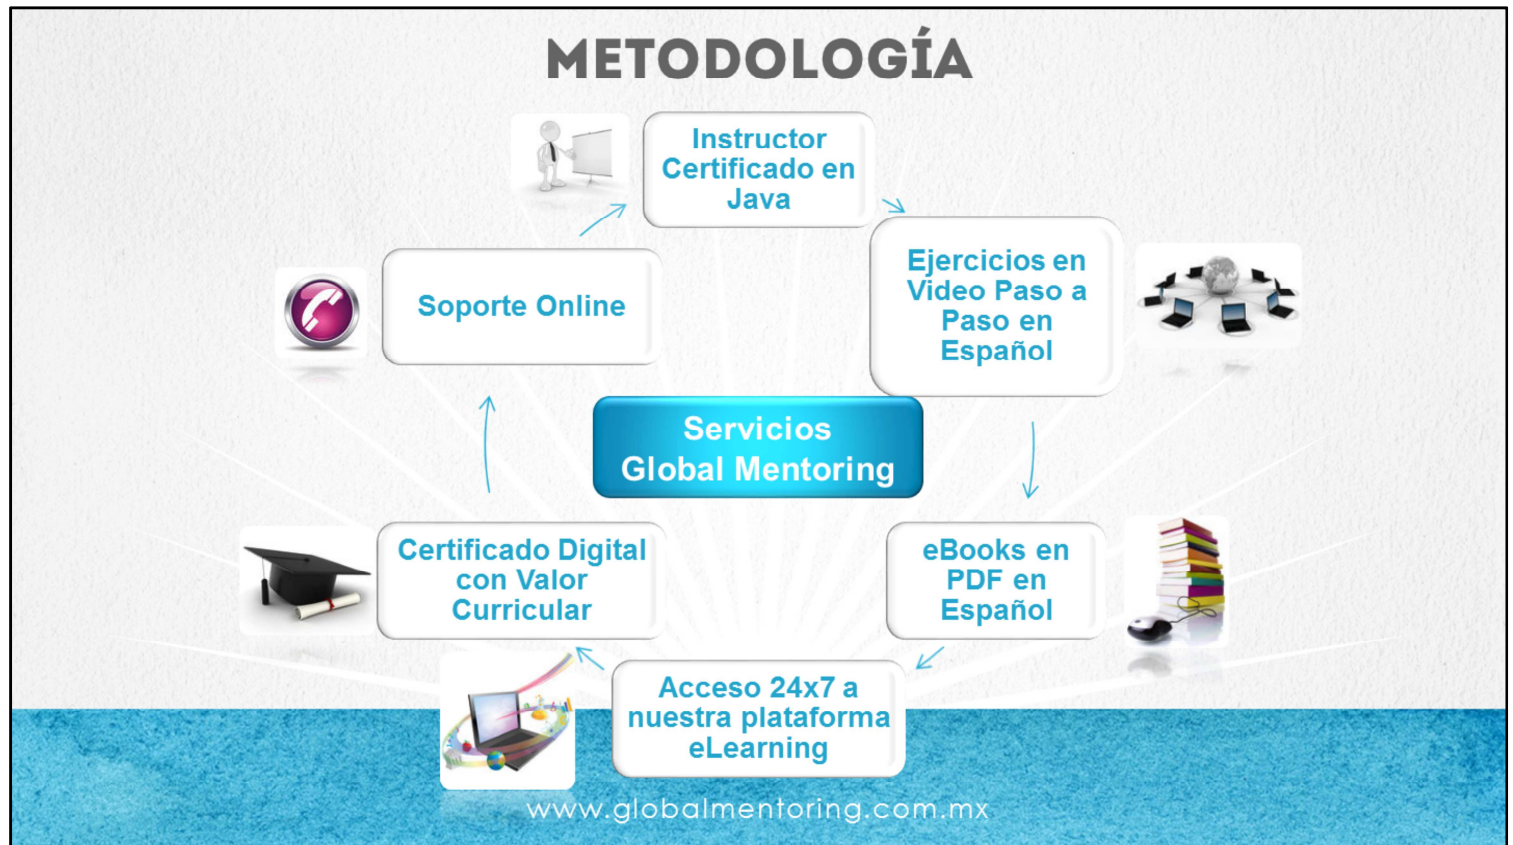 METODOLOGÍA
Instructor
Certificado en
Java
Ejercicios en
Video Paso a
Paso en
Español
eBooks en
PDF en
Español
Acceso 24x7 a
nuestra plataforma
eLearning
Certificado Digital
con Valor
Curricular
Soporte Online
Servicios
Global Mentoring
www.globalmentoring.com.mx